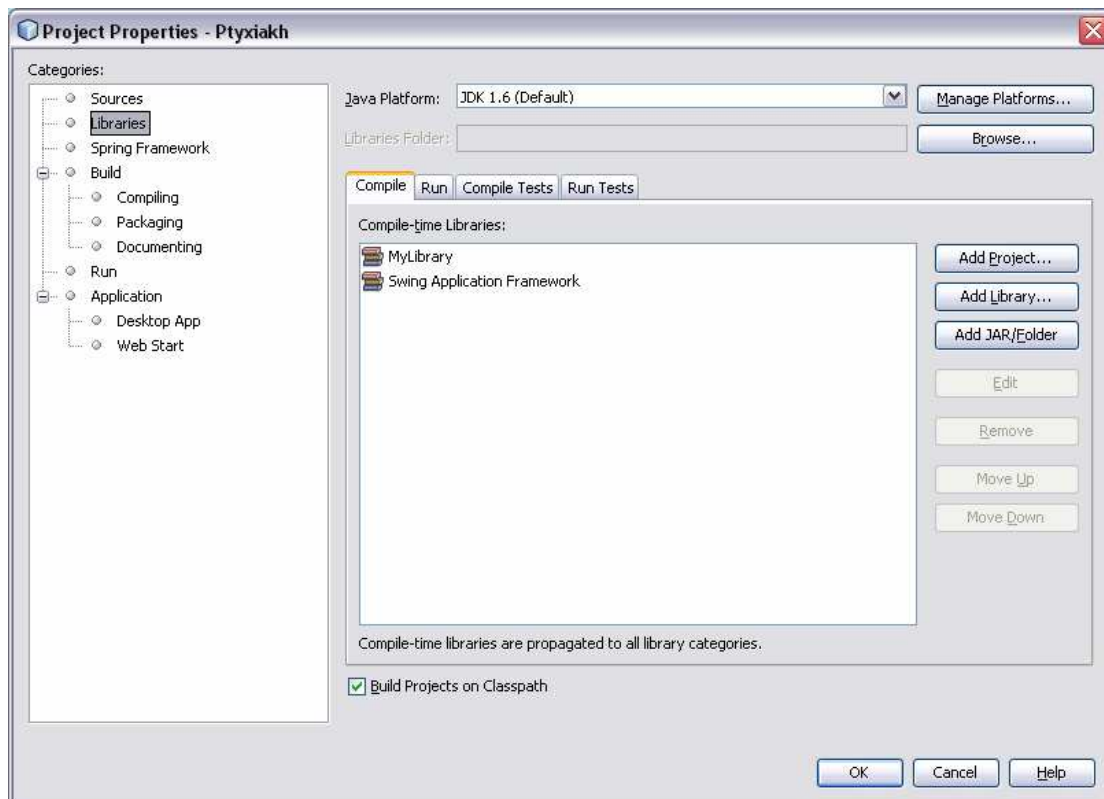 Project Properties - Ptyxiakh
Categories:
Sources
Libraries
Spring Framework
Build
Compiling
Packaging
Documenting
Run
Application
Desktop App
Web Start
Java Platform: JDK 1.6 (Default) Manage Platforms...
Libraries Folder: Browse...
Compile Run Compile Tests Run Tests
Compile-time Libraries:
MyLibrary
Swing Application Framework
Add Project...
Add Library...
Add JAR/Folder
Edit
Remove
Move Up
Move Down
Compile-time libraries are propagated to all library categories.
Build Projects on Classpath
OK Cancel Help